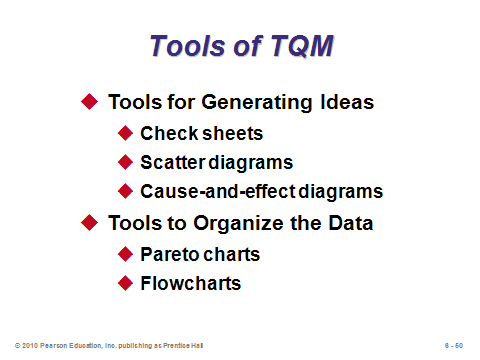 Tools of TQM
Tools for Generating Ideas
Check sheets
Scatter diagrams
Cause-and-effect diagrams
Tools to Organize the Data
Pareto charts
Flowcharts
© 2010 Pearson Education, Inc. publishing as Prentice Hall
6 - 50